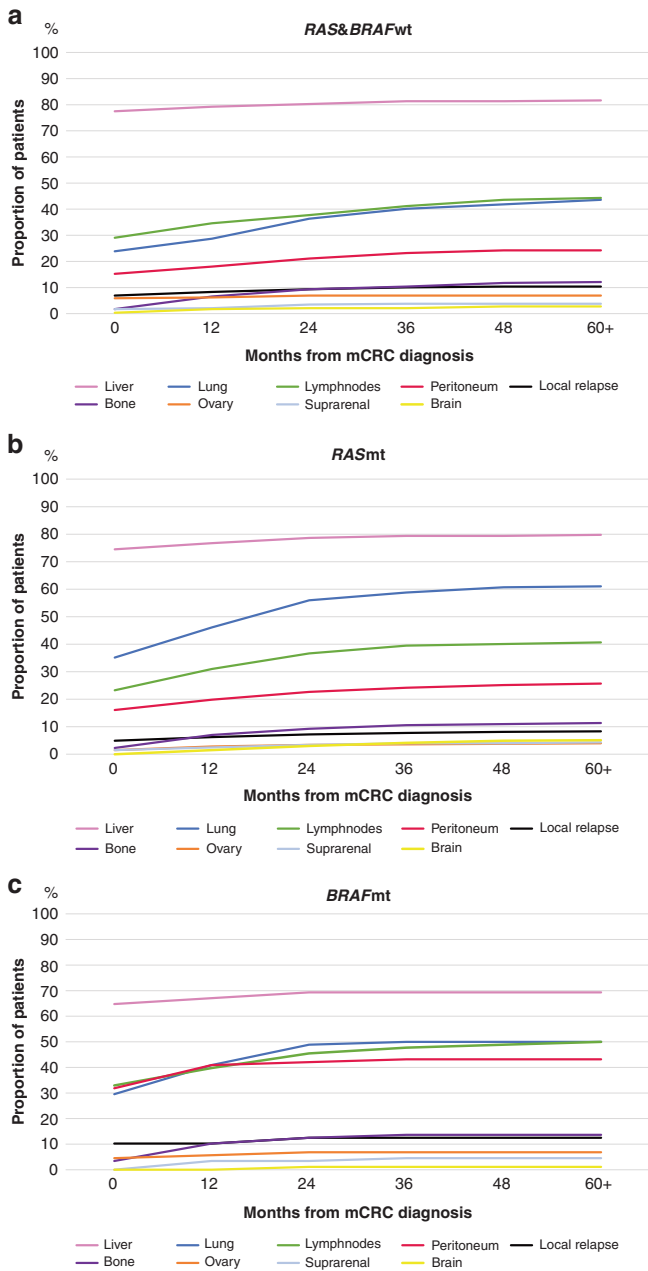 a
%
RAS&BRAFwt
100
90
80
70
60
50
40
30
20
10
0
Proportion of patients
0 12 24 36 48 60+
Months from mCRC diagnosis
Liver Lung Lymphnodes Peritoneum Local relapse
Bone Ovary Suprarenal Brain
b
%
RASmt
100
90
80
70
60
50
40
30
20
10
0
Proportion of patients
0 12 24 36 48 60+
Months from mCRC diagnosis
Liver Lung Lymphnodes Peritoneum Local relapse
Bone Ovary Suprarenal Brain
c
%
BRAFmt
100
90
80
70
60
50
40
30
20
10
0
Proportion of patients
0 12 24 36 48 60+
Months from mCRC diagnosis
Liver Lung Lymphnodes Peritoneum Local relapse
Bone Ovary Suprarenal Brain